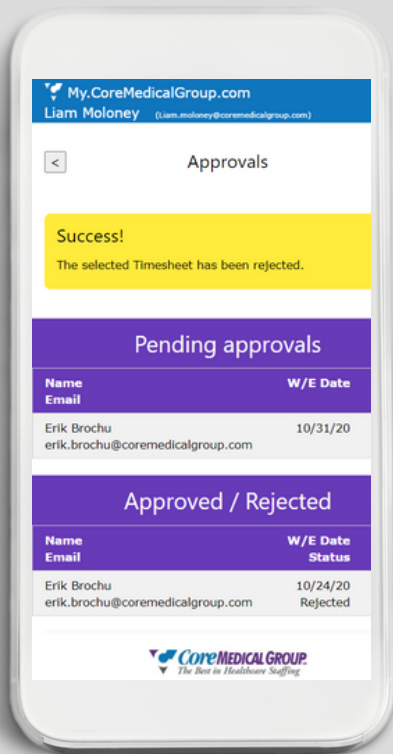 My.CoreMedicalGroup.com
Liam Moloney (Liam.moloney@coremedicalgroup.com)
< Approvals
Success!
The selected Timesheet has been rejected.
Pending approvals
Name W/E Date
Email
Erik Brochu 10/31/20
erik.brochu@coremedicalgroup.com
Approved / Rejected
Name W/E Date
Email Status
Erik Brochu 10/24/20
erik.brochu@coremedicalgroup.com Rejected
CoreMedical Group
The Best in Healthcare Staffing